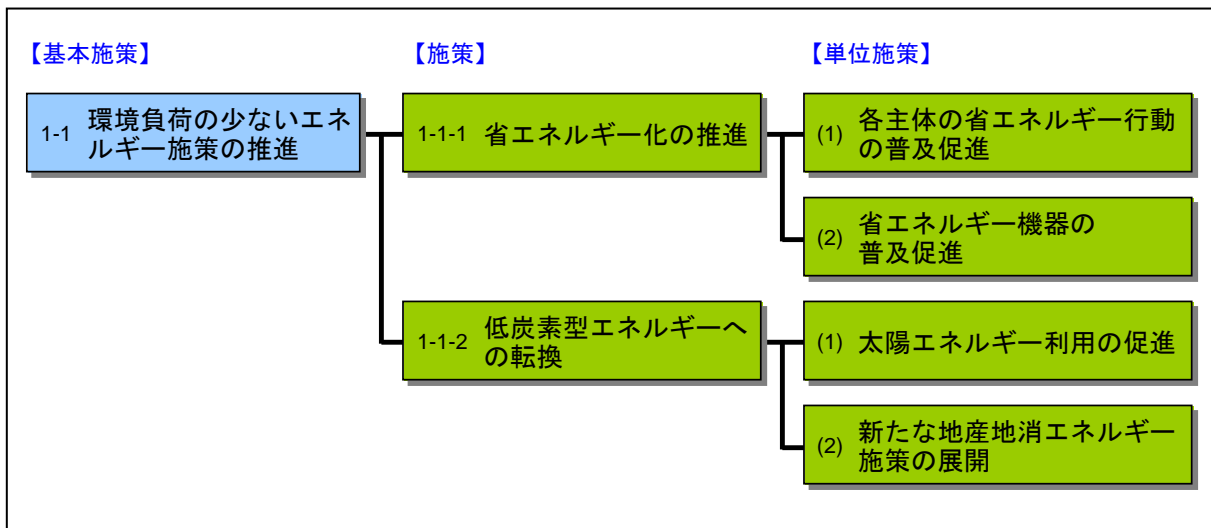 【基本施策】
【施策】
【単位施策】
1-1 環境負荷の少ないエネ
ルギー施策の推進
1-1-1 省エネルギー化の推進
(1) 各主体の省エネルギー行動
の普及促進
(2) 省エネルギー機器の
普及促進
1-1-2 低炭素型エネルギーへ
の転換
(1) 太陽エネルギー利用の促進
(2) 新たな地産地消エネルギー
施策の展開